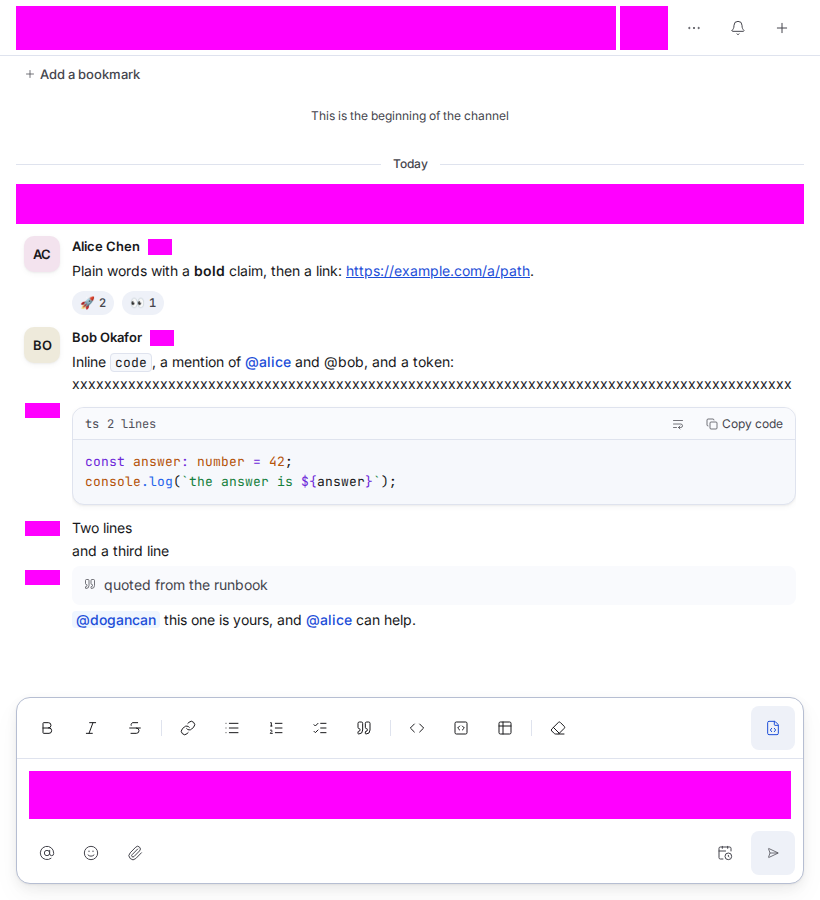 Add a bookmark
This is the beginning of the channel
Today
AC
Alice Chen
Plain words with a bold claim, then a link: https://example.com/a/path.
🚀 2 👀 1
BO
Bob Okafor
Inline code, a mention of @alice and @bob, and a token:
xxxxxxxxxxxxxxxxxxxxxxxxxxxxxxxxxxxxxxxxxxxxxxxxxxxxxxxxxxxxxxxxxxxxxxxxxxxxxxxxxxxxxxxxxx
ts 2 lines
Copy code
const answer: number = 42;
console.log(`the answer is ${answer}`);
Two lines
and a third line
quoted from the runbook
@dogancan this one is yours, and @alice can help.